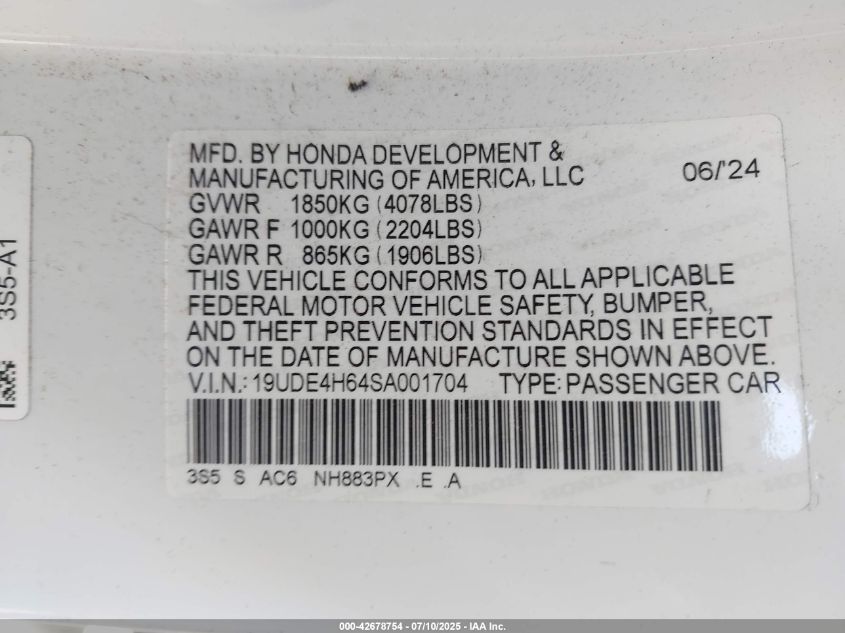 MFD. BY HONDA DEVELOPMENT &
MANUFACTURING OF AMERICA, LLC 06/'24
GVWR 1850KG (4078LBS)
GAWR F 1000KG (2204LBS)
GAWR R 865KG (1906LBS)
THIS VEHICLE CONFORMS TO ALL APPLICABLE
FEDERAL MOTOR VEHICLE SAFETY, BUMPER,
AND THEFT PREVENTION STANDARDS IN EFFECT
ON THE DATE OF MANUFACTURE SHOWN ABOVE.
V.I.N.: 19UDE4H64SA001704 TYPE: PASSENGER CAR
3S5 S AC6 NH883PX .E .A
3S5-A1
000-42678754 - 07/10/2025 - IAA Inc.